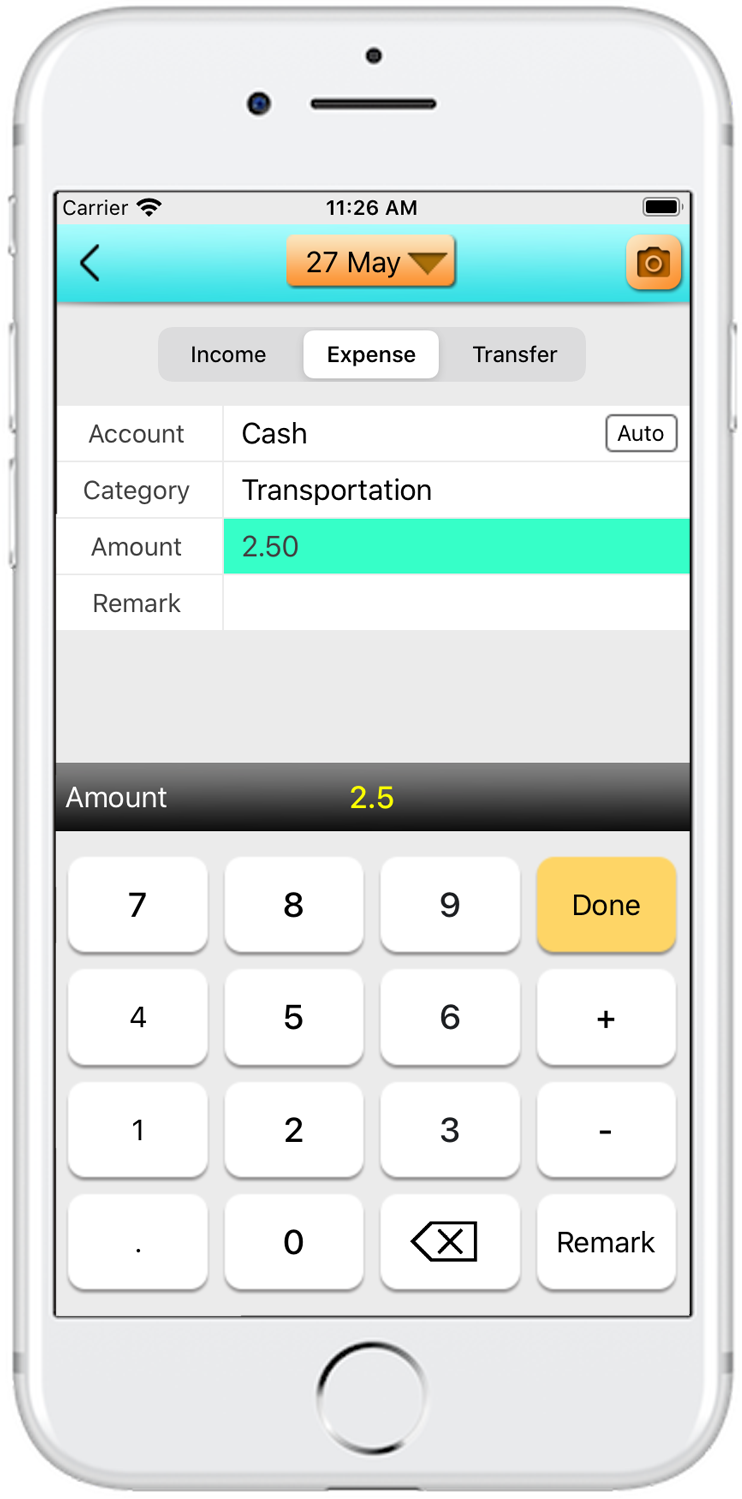 Carrier 11:26 AM
27 May
Income Expense Transfer
Account Cash Auto
Category Transportation
Amount 2.50
Remark
Amount 2.5
7 8 9 Done
4 5 6 +
1 2 3 -
. 0 Remark